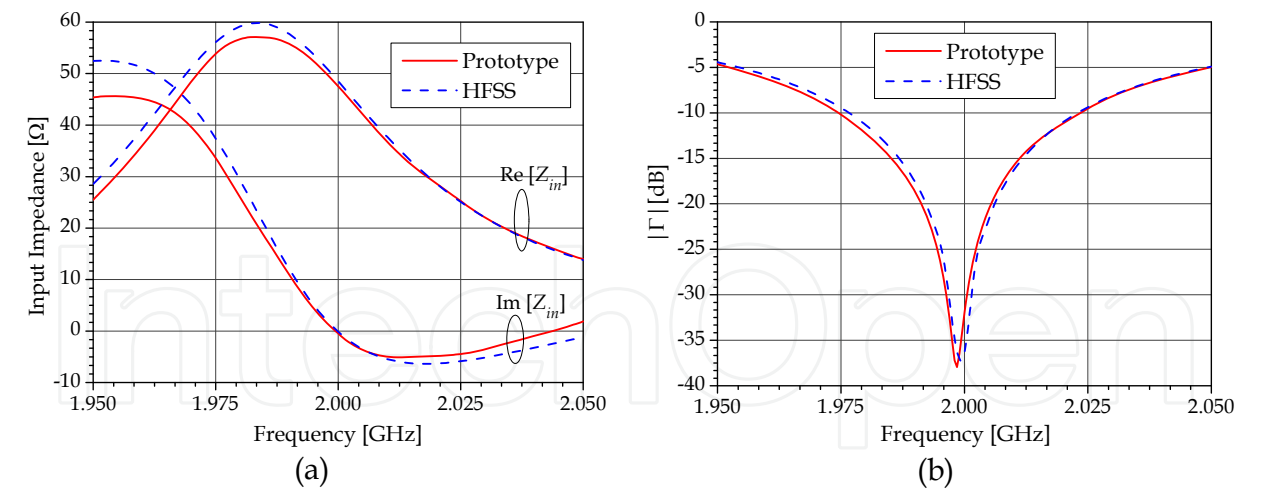 60
50
40
30
20
10
0
-10
Input Impedance [Ω]
Prototype
HFSS
Re [Z_in]
Im [Z_in]
1.950 1.975 2.000 2.025 2.050
Frequency [GHz]
(a)
0
-5
-10
-15
-20
-25
-30
-35
-40
|Γ| [dB]
Prototype
HFSS
1.950 1.975 2.000 2.025 2.050
Frequency [GHz]
(b)
IntechOpen